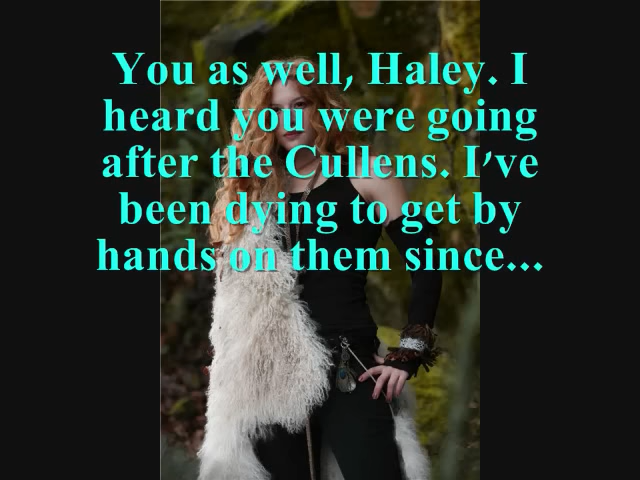 You as well, Haley. I
heard you were going
after the Cullens. I've
been dying to get by
hands on them since...